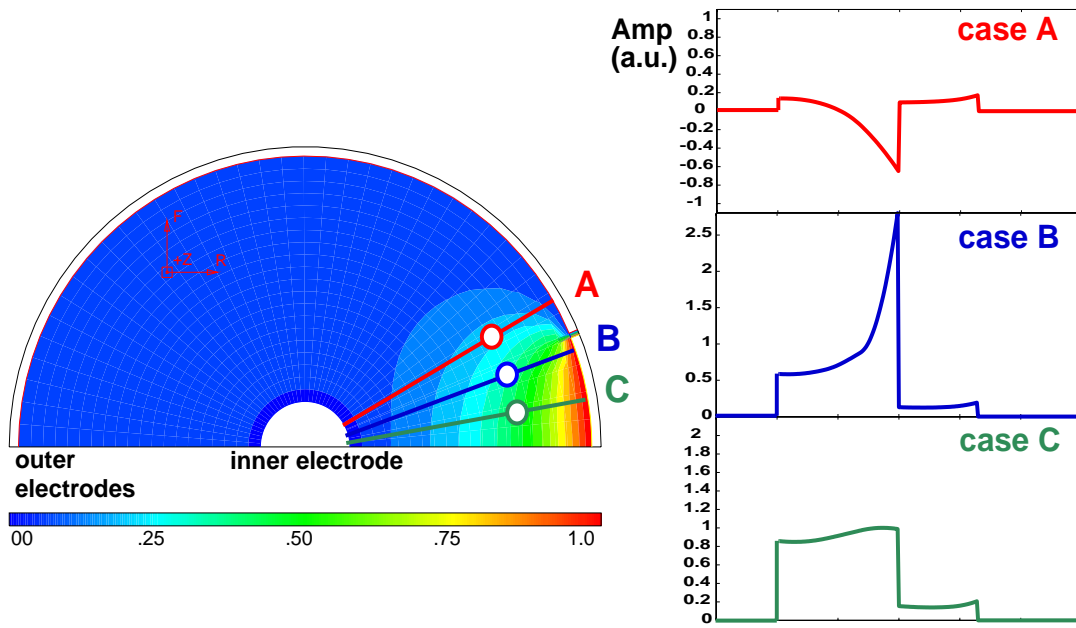 Amp
(a.u.)
case A
1
0.8
0.6
0.4
0.2
0
-0.2
-0.4
-0.6
-0.8
-1
case B
2.5
2
1.5
1
0.5
0
case C
2
1.8
1.6
1.4
1.2
1
0.8
0.6
0.4
0.2
0
F
+Z
R
A
B
C
outer
electrodes
inner electrode
00 .25 .50 .75 1.0